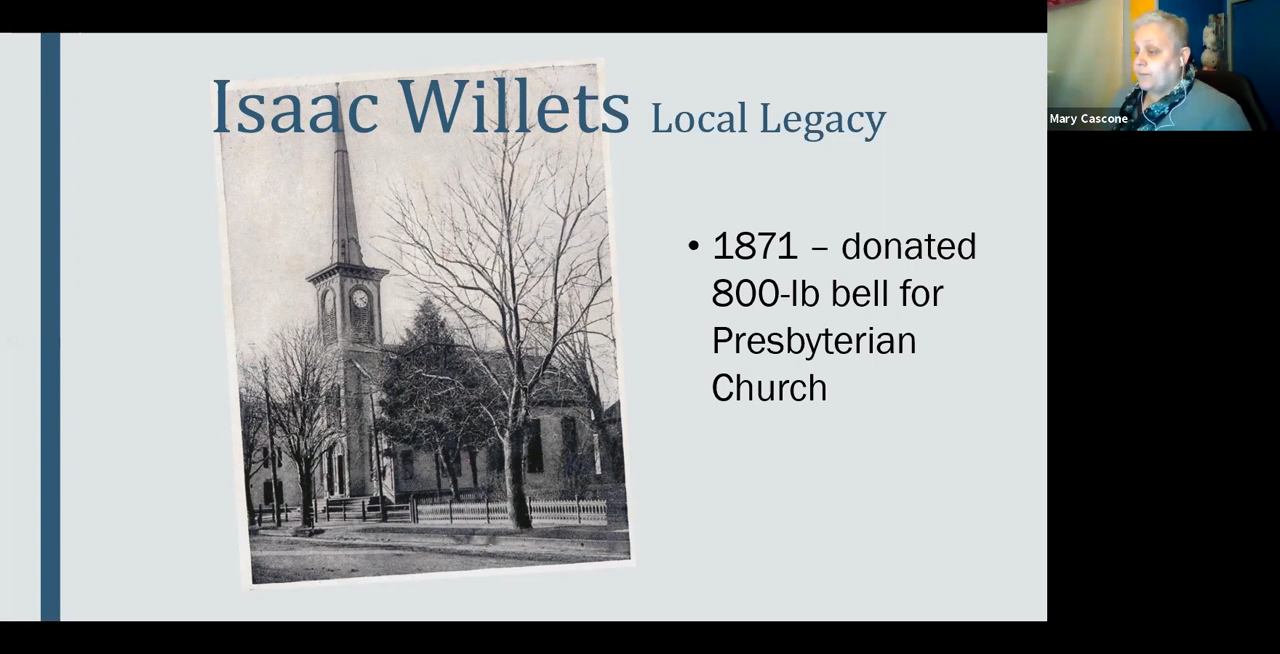 Isaac Willets Local Legacy
• 1871 – donated
800-lb bell for
Presbyterian
Church
Mary Cascone